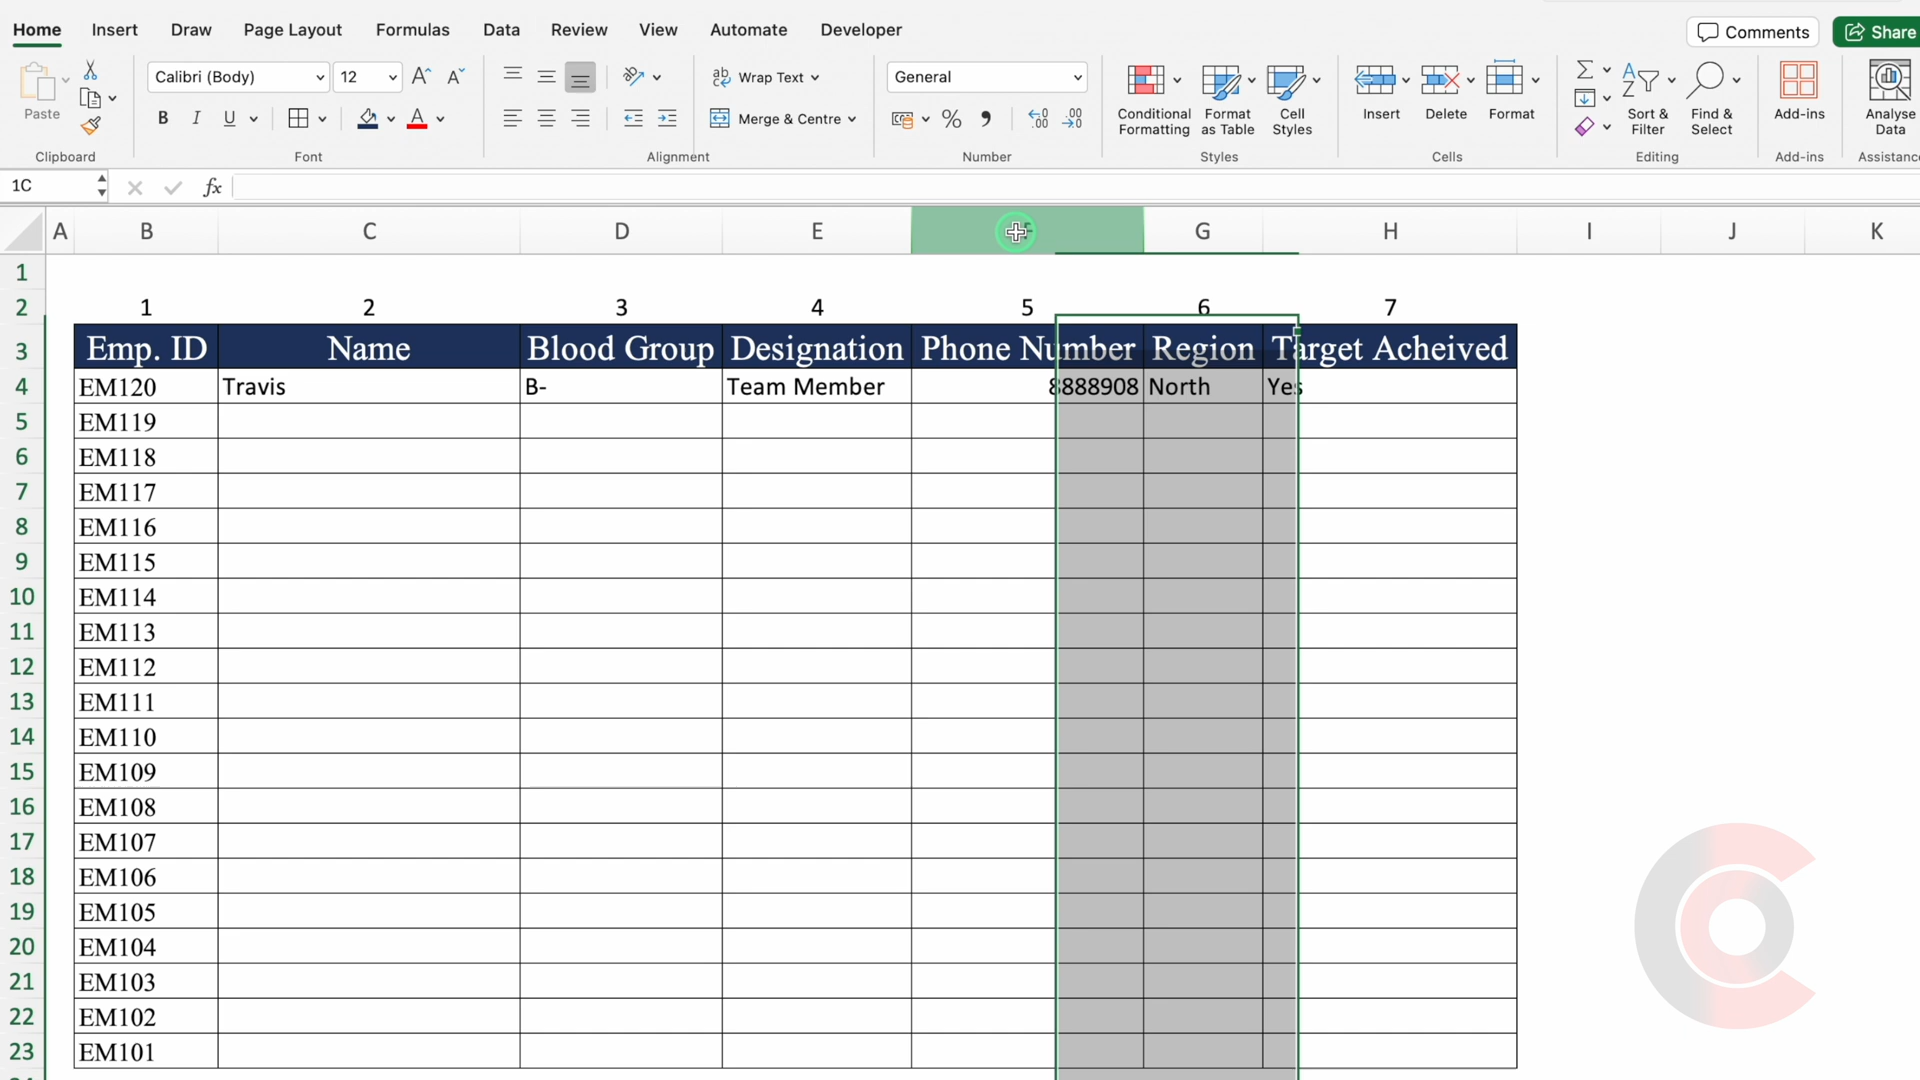 Home Insert Draw Page Layout Formulas Data Review View Automate Developer Comments Share
Calibri (Body) 12 A A ab Wrap Text General
Paste B I U A Merge & Centre % Conditional Formatting Format as Table Cell Styles Insert Delete Format Sort & Filter Find & Select Add-ins Analyse Data
Clipboard Font Alignment Number Styles Cells Editing Add-ins Assistance
1C fx
A B C D E F G H I J K
1
2 1 2 3 4 5 6 7
3 Emp. ID Name Blood Group Designation Phone Number Region Target Acheived
4 EM120 Travis B- Team Member 8888908 North Yes
5 EM119
6 EM118
7 EM117
8 EM116
9 EM115
10 EM114
11 EM113
12 EM112
13 EM111
14 EM110
15 EM109
16 EM108
17 EM107
18 EM106
19 EM105
20 EM104
21 EM103
22 EM102
23 EM101